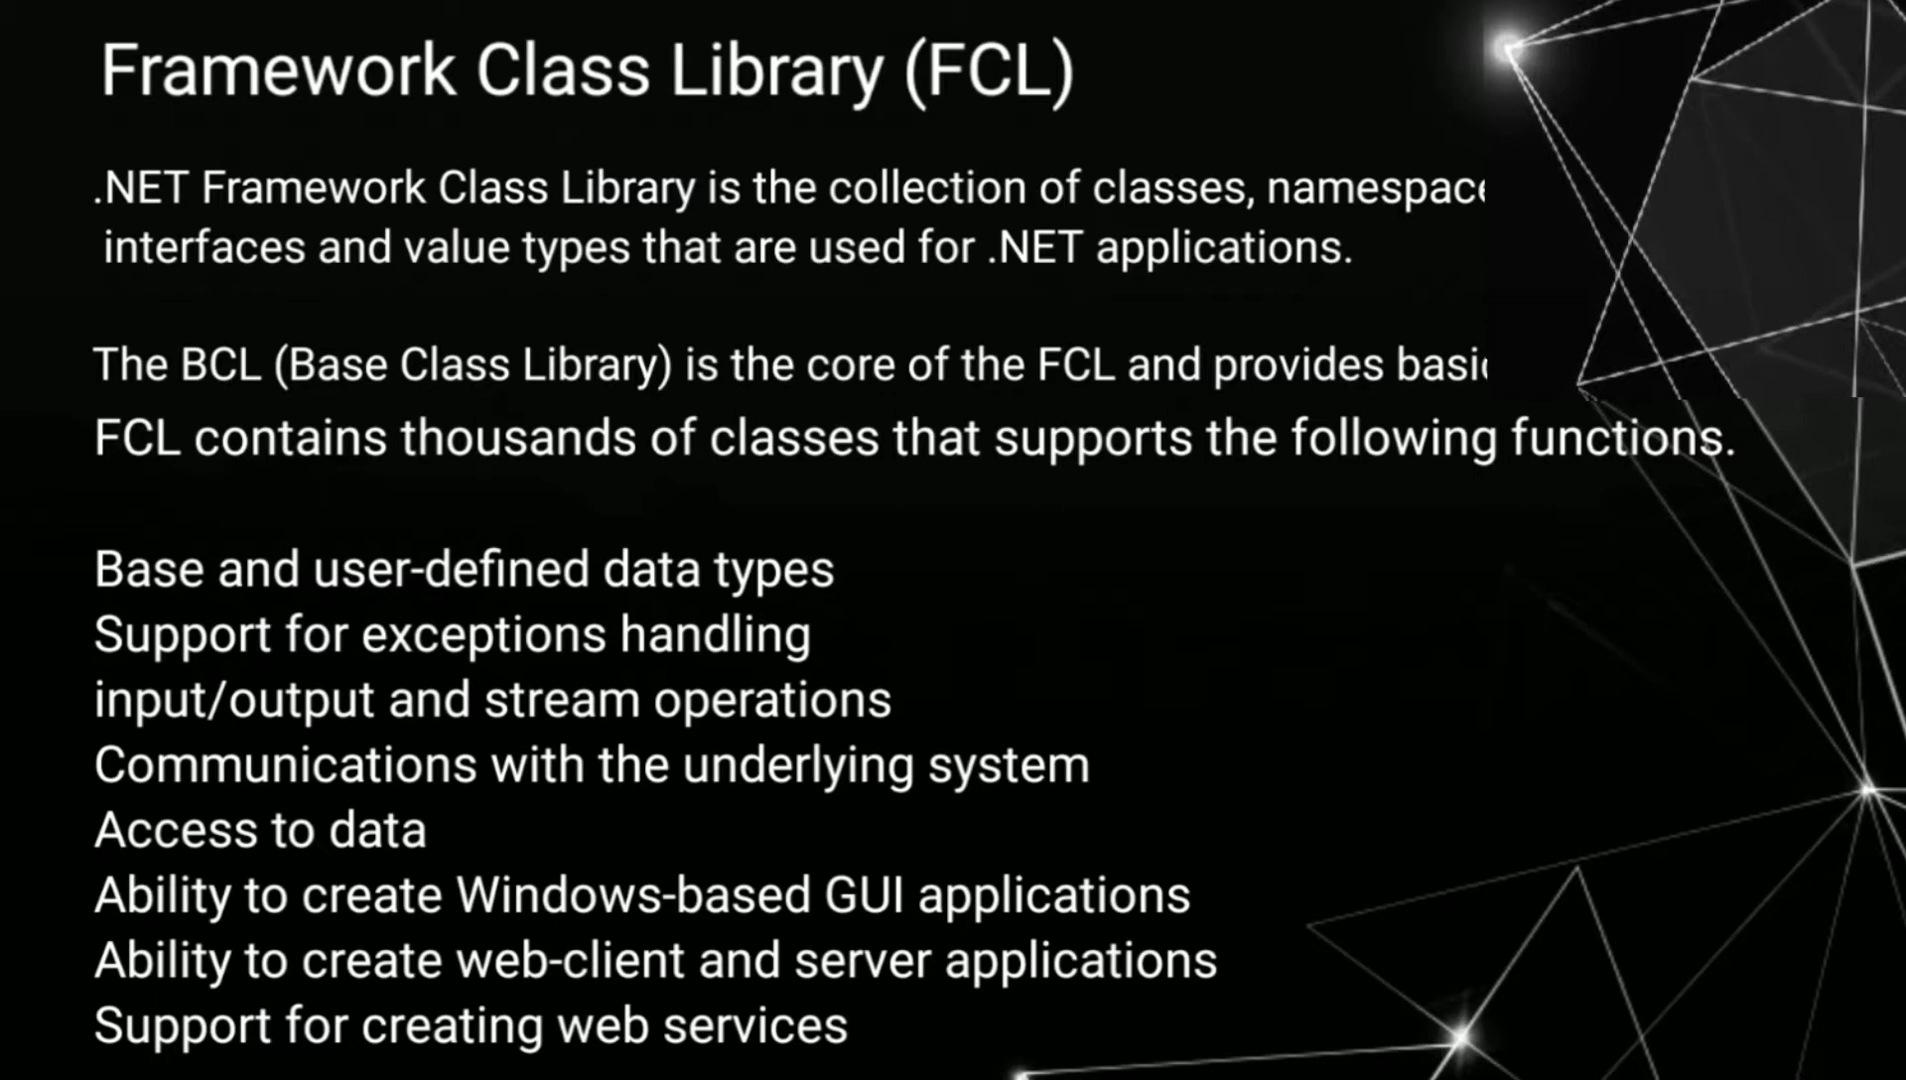 Framework Class Library (FCL)
.NET Framework Class Library is the collection of classes, namespace
interfaces and value types that are used for .NET applications.
The BCL (Base Class Library) is the core of the FCL and provides basic
FCL contains thousands of classes that supports the following functions.
Base and user-defined data types
Support for exceptions handling
input/output and stream operations
Communications with the underlying system
Access to data
Ability to create Windows-based GUI applications
Ability to create web-client and server applications
Support for creating web services